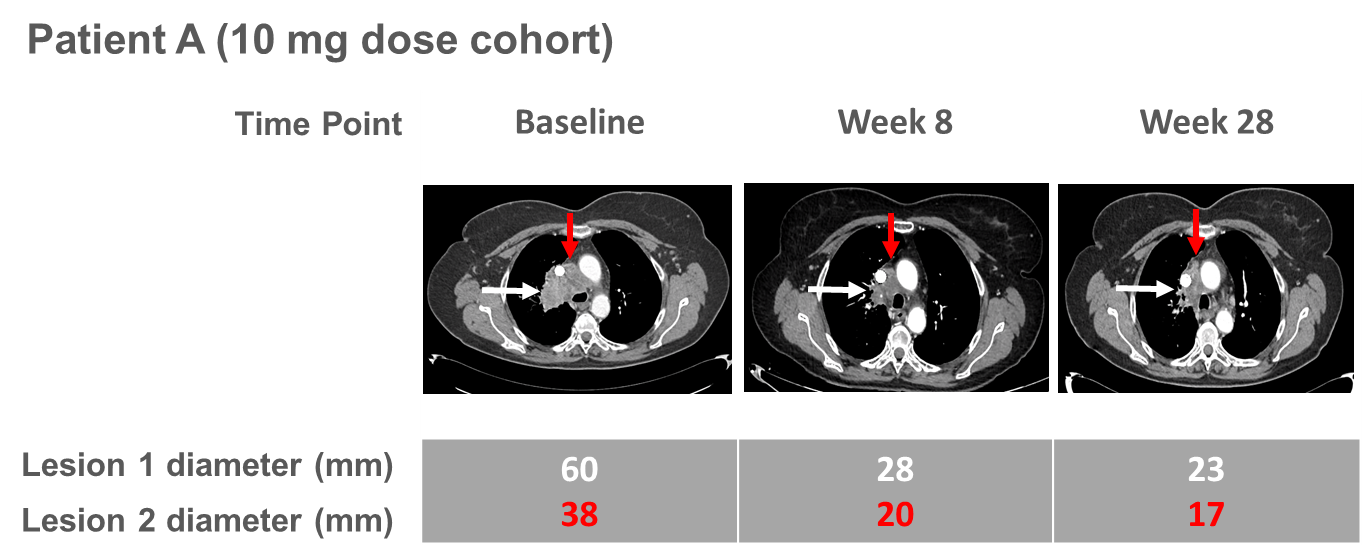 Patient A (10 mg dose cohort)
Time Point Baseline Week 8 Week 28
Lesion 1 diameter (mm) 60 28 23
Lesion 2 diameter (mm) 38 20 17